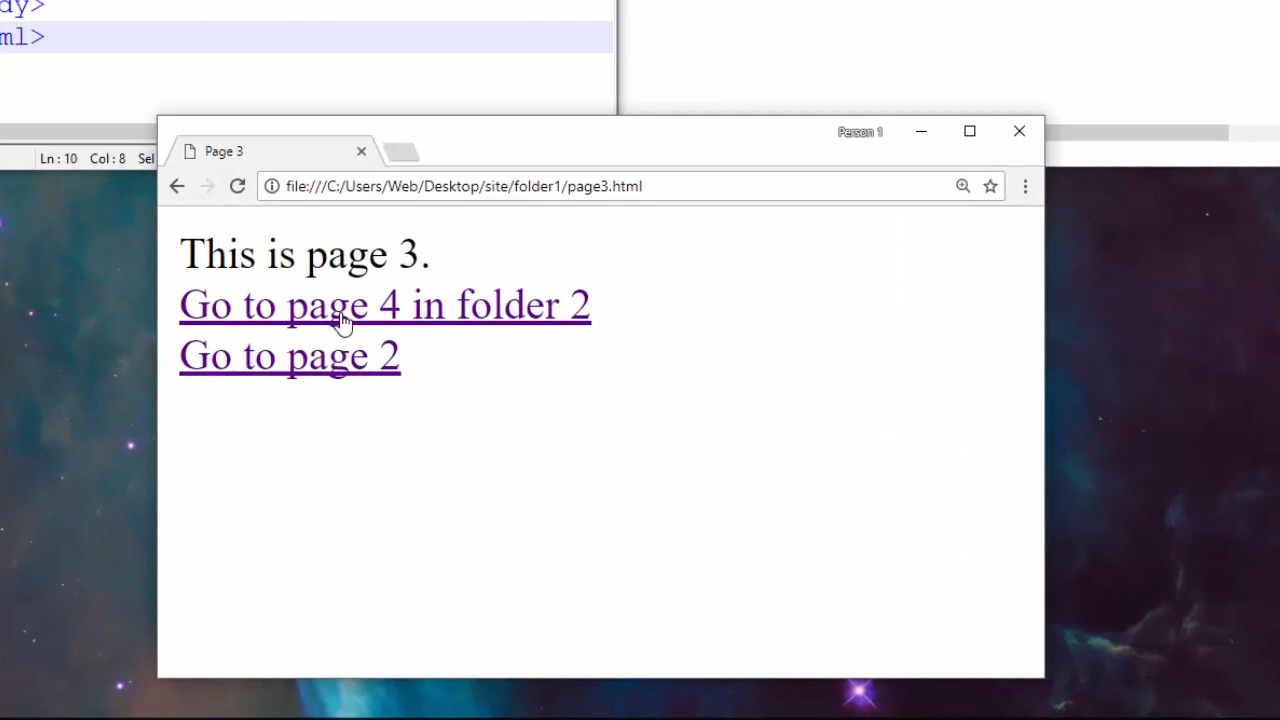 dy>
ml>
Ln : 10 Col : 8 Sel
Person 1
Page 3
file:///C:/Users/Web/Desktop/site/folder1/page3.html
This is page 3.
Go to page 4 in folder 2
Go to page 2